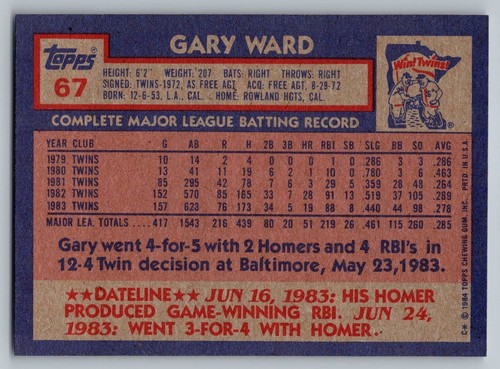 GARY WARD
Topps
67
HEIGHT: 6'2" WEIGHT: 207 BATS: RIGHT THROWS: RIGHT
SIGNED: TWINS-1972, AS FREE AGT ACQ: FREE AGT, 8-29-72
BORN: 12-6-53, L.A., CAL. HOME: ROWLAND HGTS, CAL
Win! Twins!
COMPLETE MAJOR LEAGUE BATTING RECORD
YEAR CLUB G AB R H 2B 3B HR RBI SB SLG BB SO AVG
1979 TWINS 10 14 2 4 0 0 0 1 0 .286 3 3 .286
1980 TWINS 13 41 11 19 6 2 1 10 0 .780 3 6 .463
1981 TWINS 85 295 42 78 7 6 3 29 5 .359 28 48 .264
1982 TWINS 152 570 85 165 33 7 28 91 13 .519 37 105 .289
1983 TWINS 157 623 76 173 34 5 19 88 8 .440 44 98 .278
MAJOR LEA. TOTALS 417 1543 216 439 80 20 51 219 26 .460 115 260 .285
Gary went 4-for-5 with 2 Homers and 4 RBI's in
12-4 Twin decision at Baltimore, May 23,1983.
★★DATELINE★★ JUN 16, 1983: HIS HOMER
PRODUCED GAME-WINNING RBI. JUN 24,
1983: WENT 3-FOR-4 WITH HOMER.
C* © 1984 TOPPS CHEWING GUM, INC. PRTD. IN U.S.A.